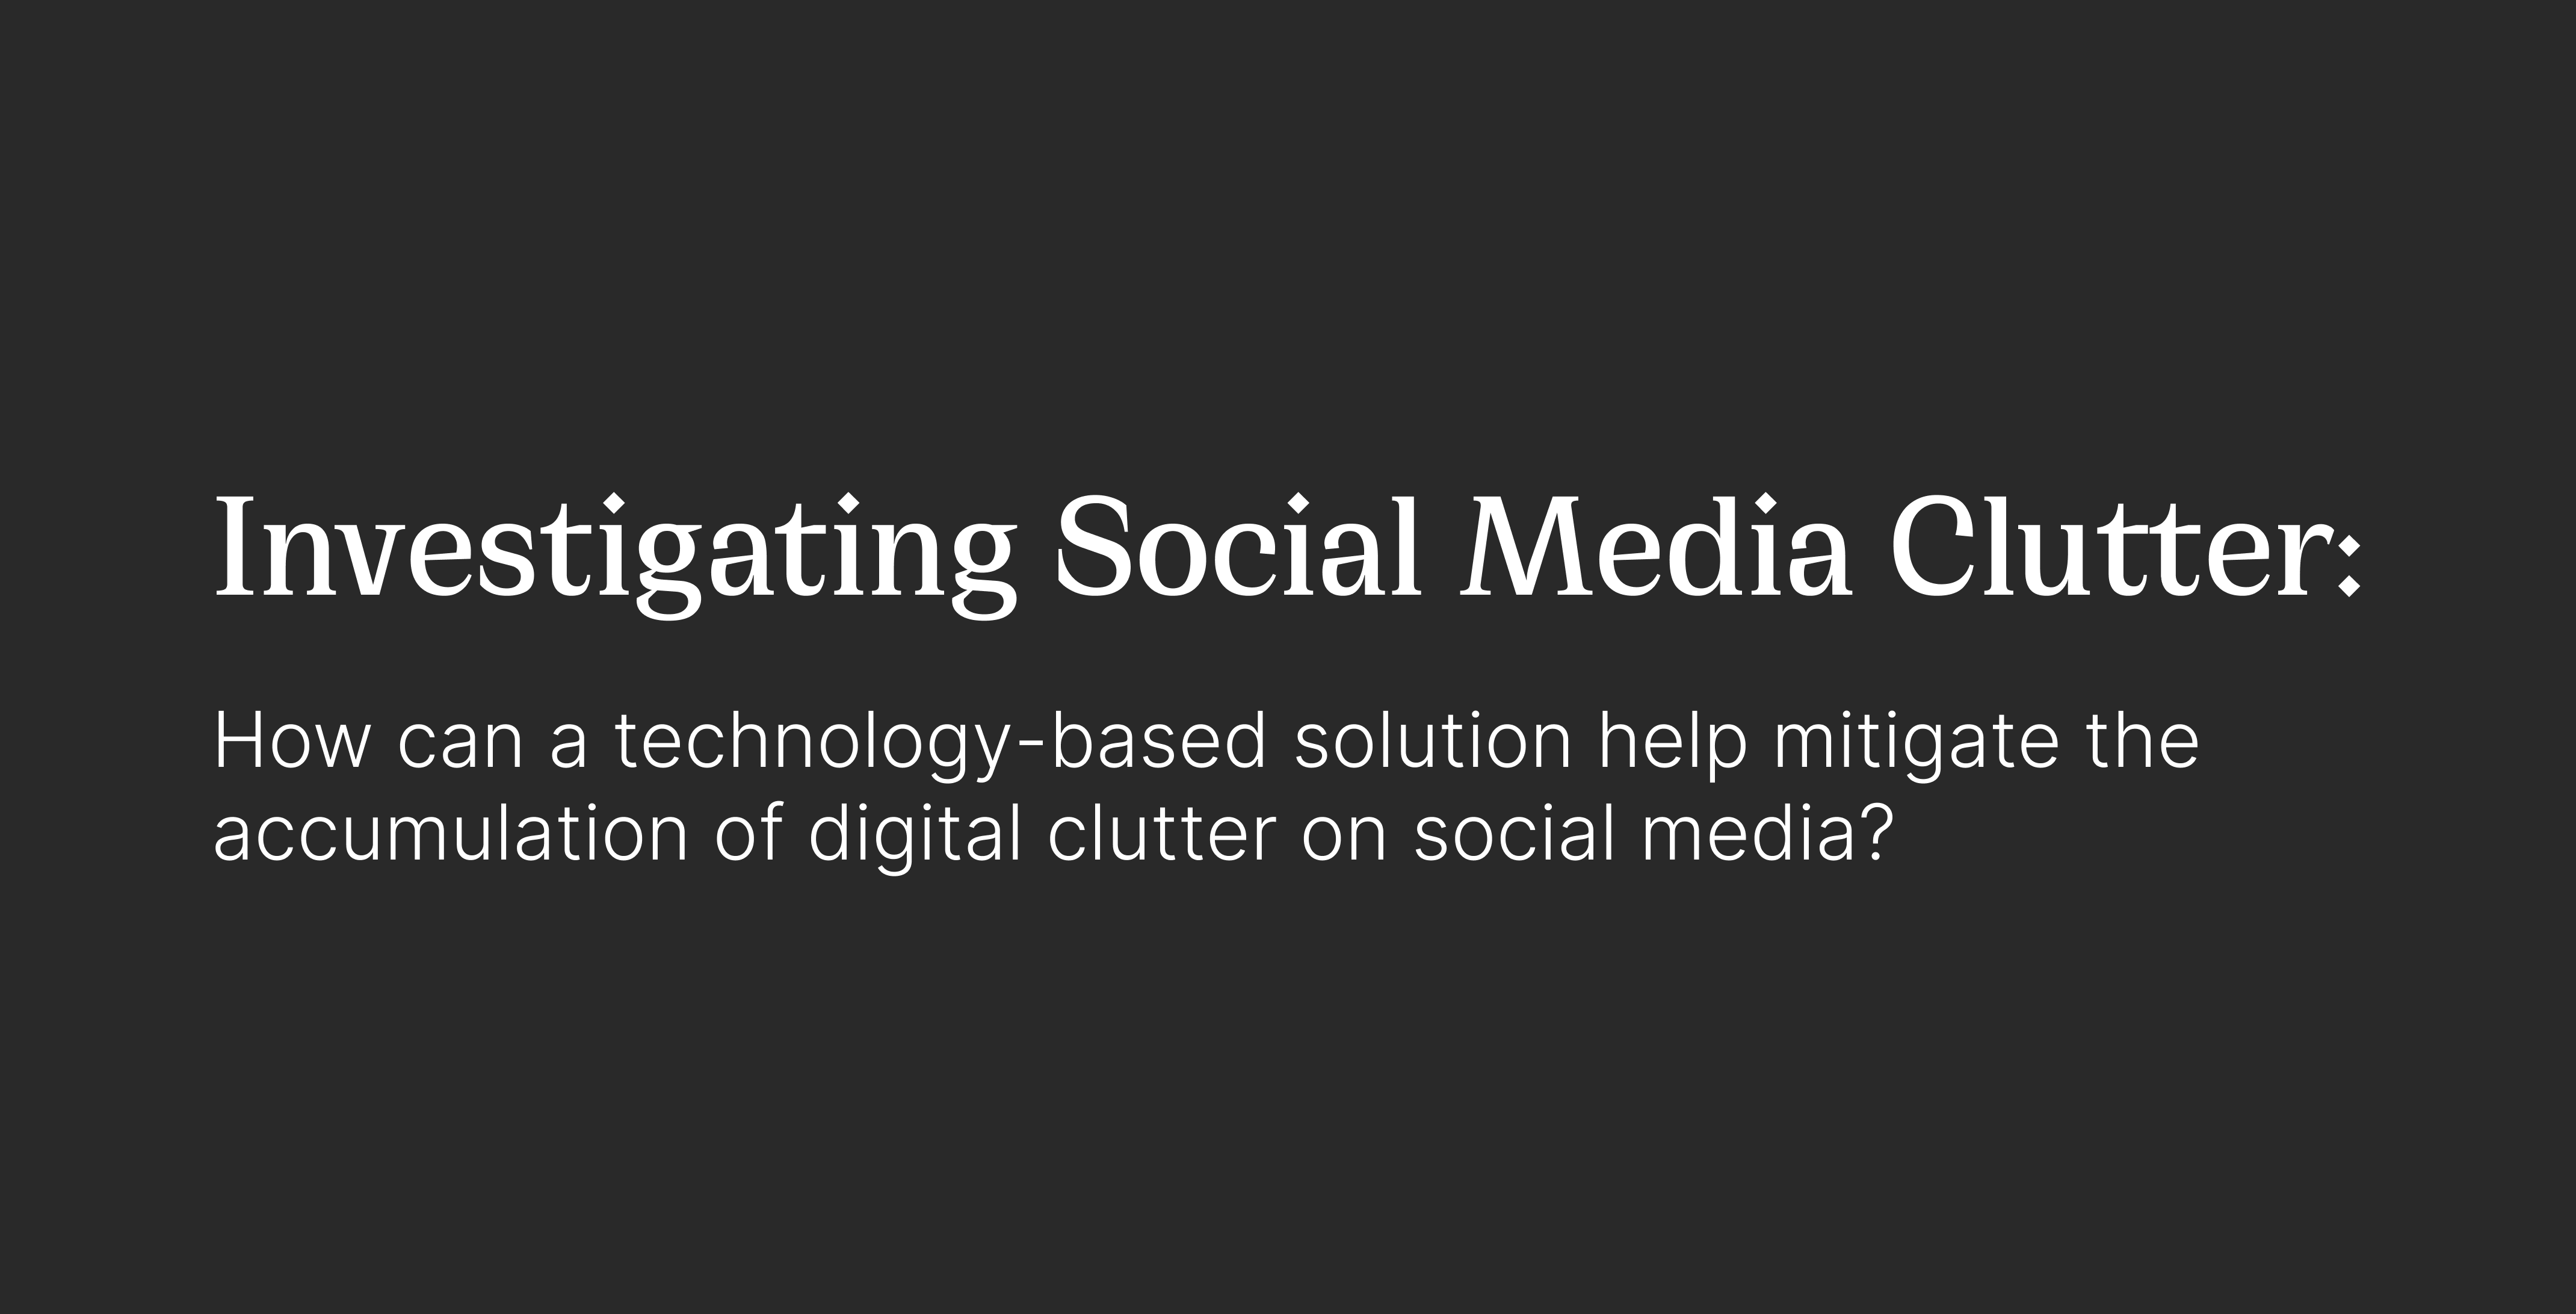 Investigating Social Media Clutter:
How can a technology-based solution help mitigate the
accumulation of digital clutter on social media?